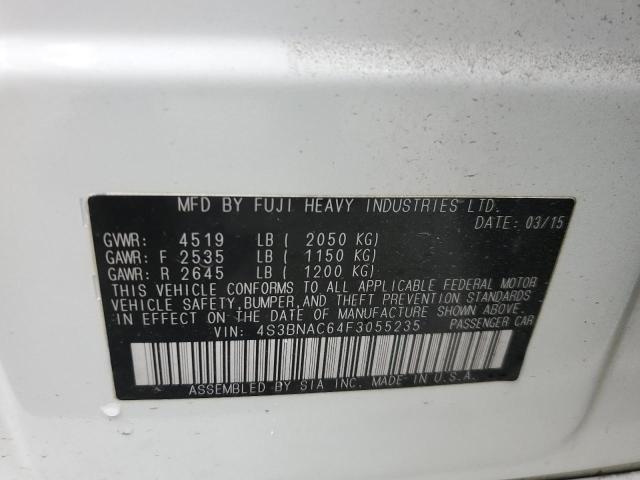 MFD BY FUJI HEAVY INDUSTRIES LTD.
DATE: 03/15
GVWR: 4519 LB ( 2050 KG)
GAWR: F 2535 LB ( 1150 KG)
GAWR: R 2645 LB ( 1200 KG)
THIS VEHICLE CONFORMS TO ALL APPLICABLE FEDERAL MOTOR
VEHICLE SAFETY, BUMPER, AND THEFT PREVENTION STANDARDS
IN EFFECT ON THE DATE OF MANUFACTURE SHOWN ABOVE.
VIN: 4S3BNAC64F3055235 PASSENGER CAR
ASSEMBLED BY SIA INC. MADE IN U.S.A.